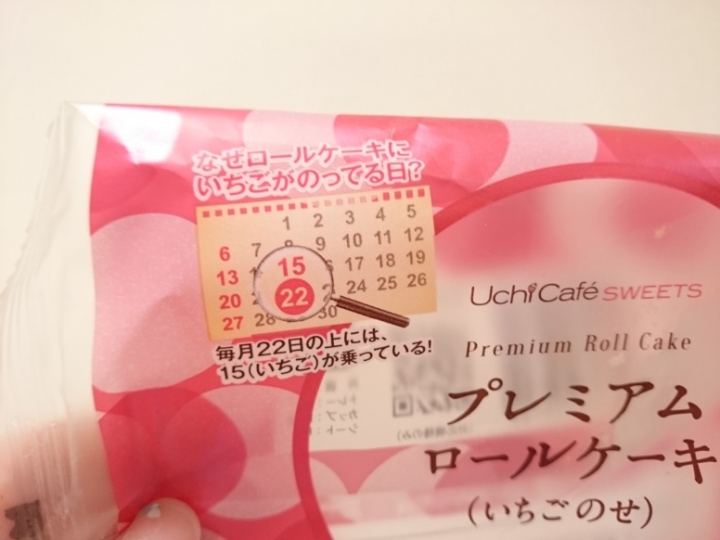 なぜロールケーキに
いちごがのってる日?
1 2 3 4 5
6 7 8 9 10 11 12
13 15 17 18 19
20 22 2 24 25 26
27 28 30
毎月22日の上には、
15(いちご)が乗っている!
Uchi Café SWEETS
Premium Roll Cake
プレミアム
ロールケーキ
(いちごのせ)